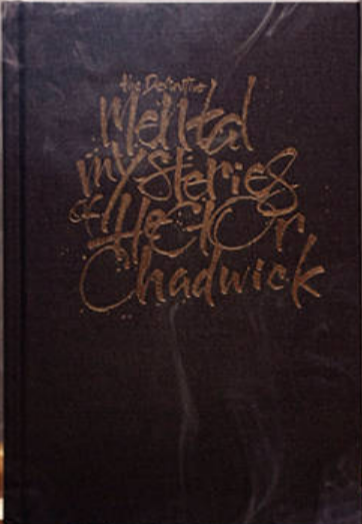 the Definitive
Mental
mysteries
of Hector
Chadwick